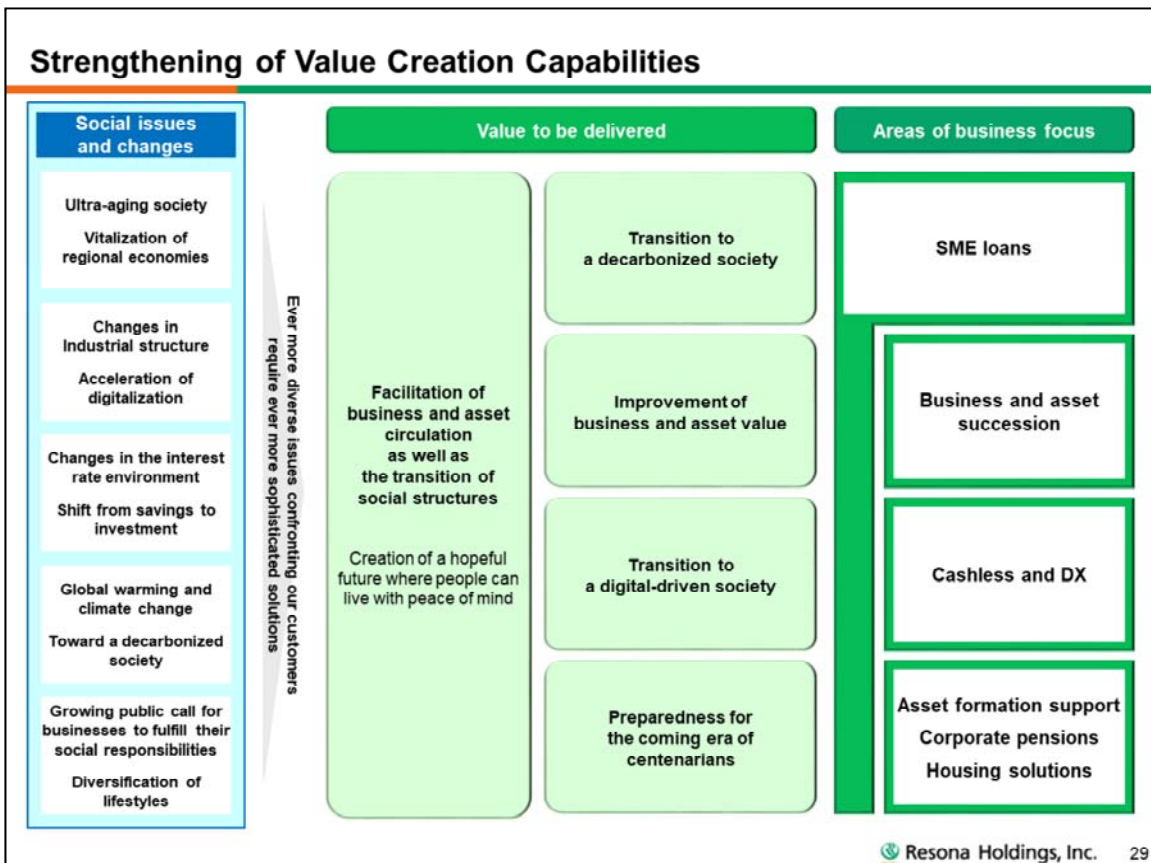 Strengthening of Value Creation Capabilities
Social issues
and changes
Ultra-aging society
Vitalization of
regional economies
Changes in
Industrial structure
Acceleration of
digitalization
Changes in the interest
rate environment
Shift from savings to
investment
Global warming and
climate change
Toward a decarbonized
society
Growing public call for
businesses to fulfill their
social responsibilities
Diversification of
lifestyles
Ever more diverse issues confronting our customers
require ever more sophisticated solutions
Value to be delivered
Facilitation of
business and asset
circulation
as well as
the transition of
social structures
Creation of a hopeful
future where people can
live with peace of mind
Transition to
a decarbonized society
Improvement of
business and asset value
Transition to
a digital-driven society
Preparedness for
the coming era of
centenarians
Areas of business focus
SME loans
Business and asset
succession
Cashless and DX
Asset formation support
Corporate pensions
Housing solutions
Resona Holdings, Inc. 29